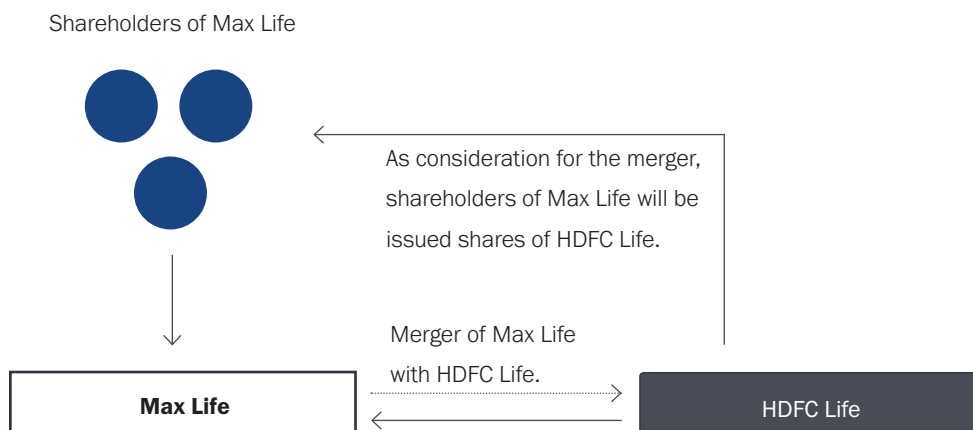 Shareholders of Max Life
As consideration for the merger,
shareholders of Max Life will be
issued shares of HDFC Life.
Merger of Max Life
with HDFC Life.
Max Life
HDFC Life